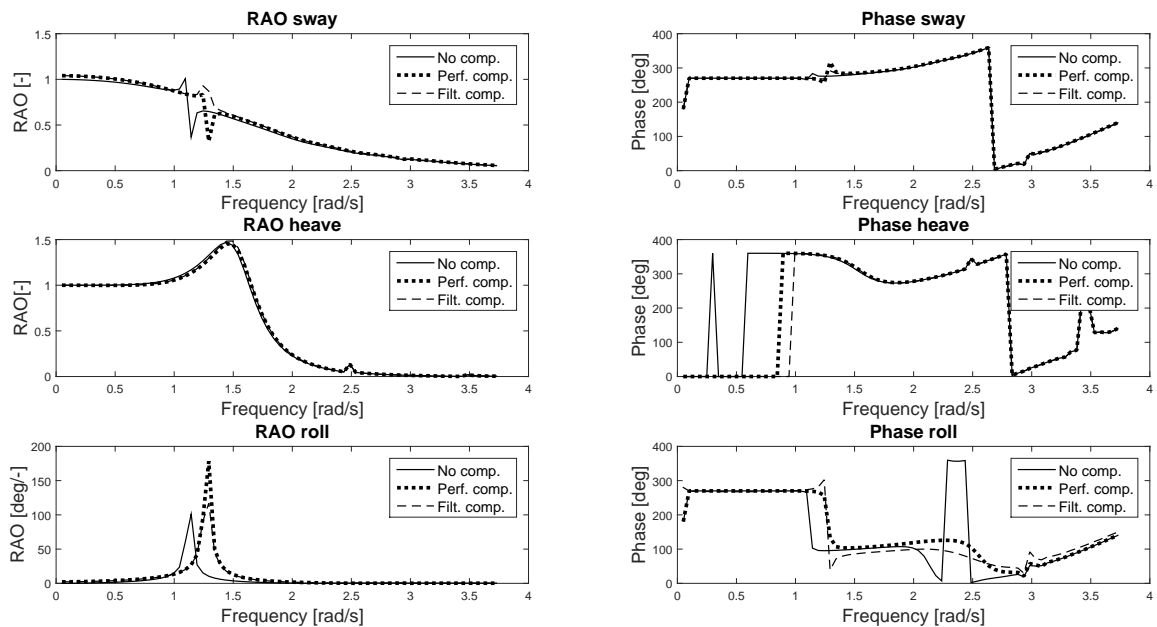 RAO sway
1.5
1
0.5
0
RAO [-]
No comp.
Perf. comp.
Filt. comp.
0 0.5 1 1.5 2 2.5 3 3.5 4
Frequency [rad/s]
Phase sway
400
300
200
100
0
Phase [deg]
No comp.
Perf. comp.
Filt. comp.
0 0.5 1 1.5 2 2.5 3 3.5 4
Frequency [rad/s]
RAO heave
1.5
1
0.5
0
RAO[-]
No comp.
Perf. comp.
Filt. comp.
0 0.5 1 1.5 2 2.5 3 3.5 4
Frequency [rad/s]
Phase heave
400
300
200
100
0
Phase [deg]
No comp.
Perf. comp.
Filt. comp.
0 0.5 1 1.5 2 2.5 3 3.5 4
Frequency [rad/s]
RAO roll
200
150
100
50
0
RAO [deg/-]
No comp.
Perf. comp.
Filt. comp.
0 0.5 1 1.5 2 2.5 3 3.5 4
Frequency [rad/s]
Phase roll
400
300
200
100
0
Phase [deg]
No comp.
Perf. comp.
Filt. comp.
0 0.5 1 1.5 2 2.5 3 3.5 4
Frequency [rad/s]